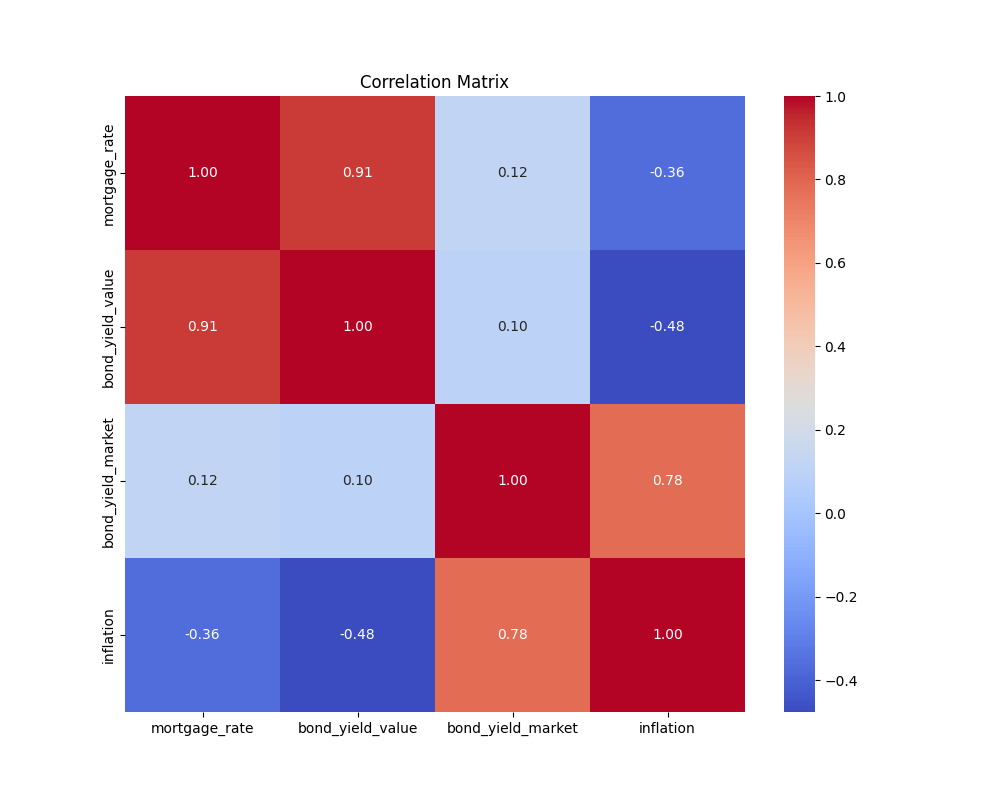 Correlation Matrix
mortgage_rate 1.00 0.91 0.12 -0.36
bond_yield_value 0.91 1.00 0.10 -0.48
bond_yield_market 0.12 0.10 1.00 0.78
inflation -0.36 -0.48 0.78 1.00
mortgage_rate bond_yield_value bond_yield_market inflation
1.0
0.8
0.6
0.4
0.2
0.0
−0.2
−0.4